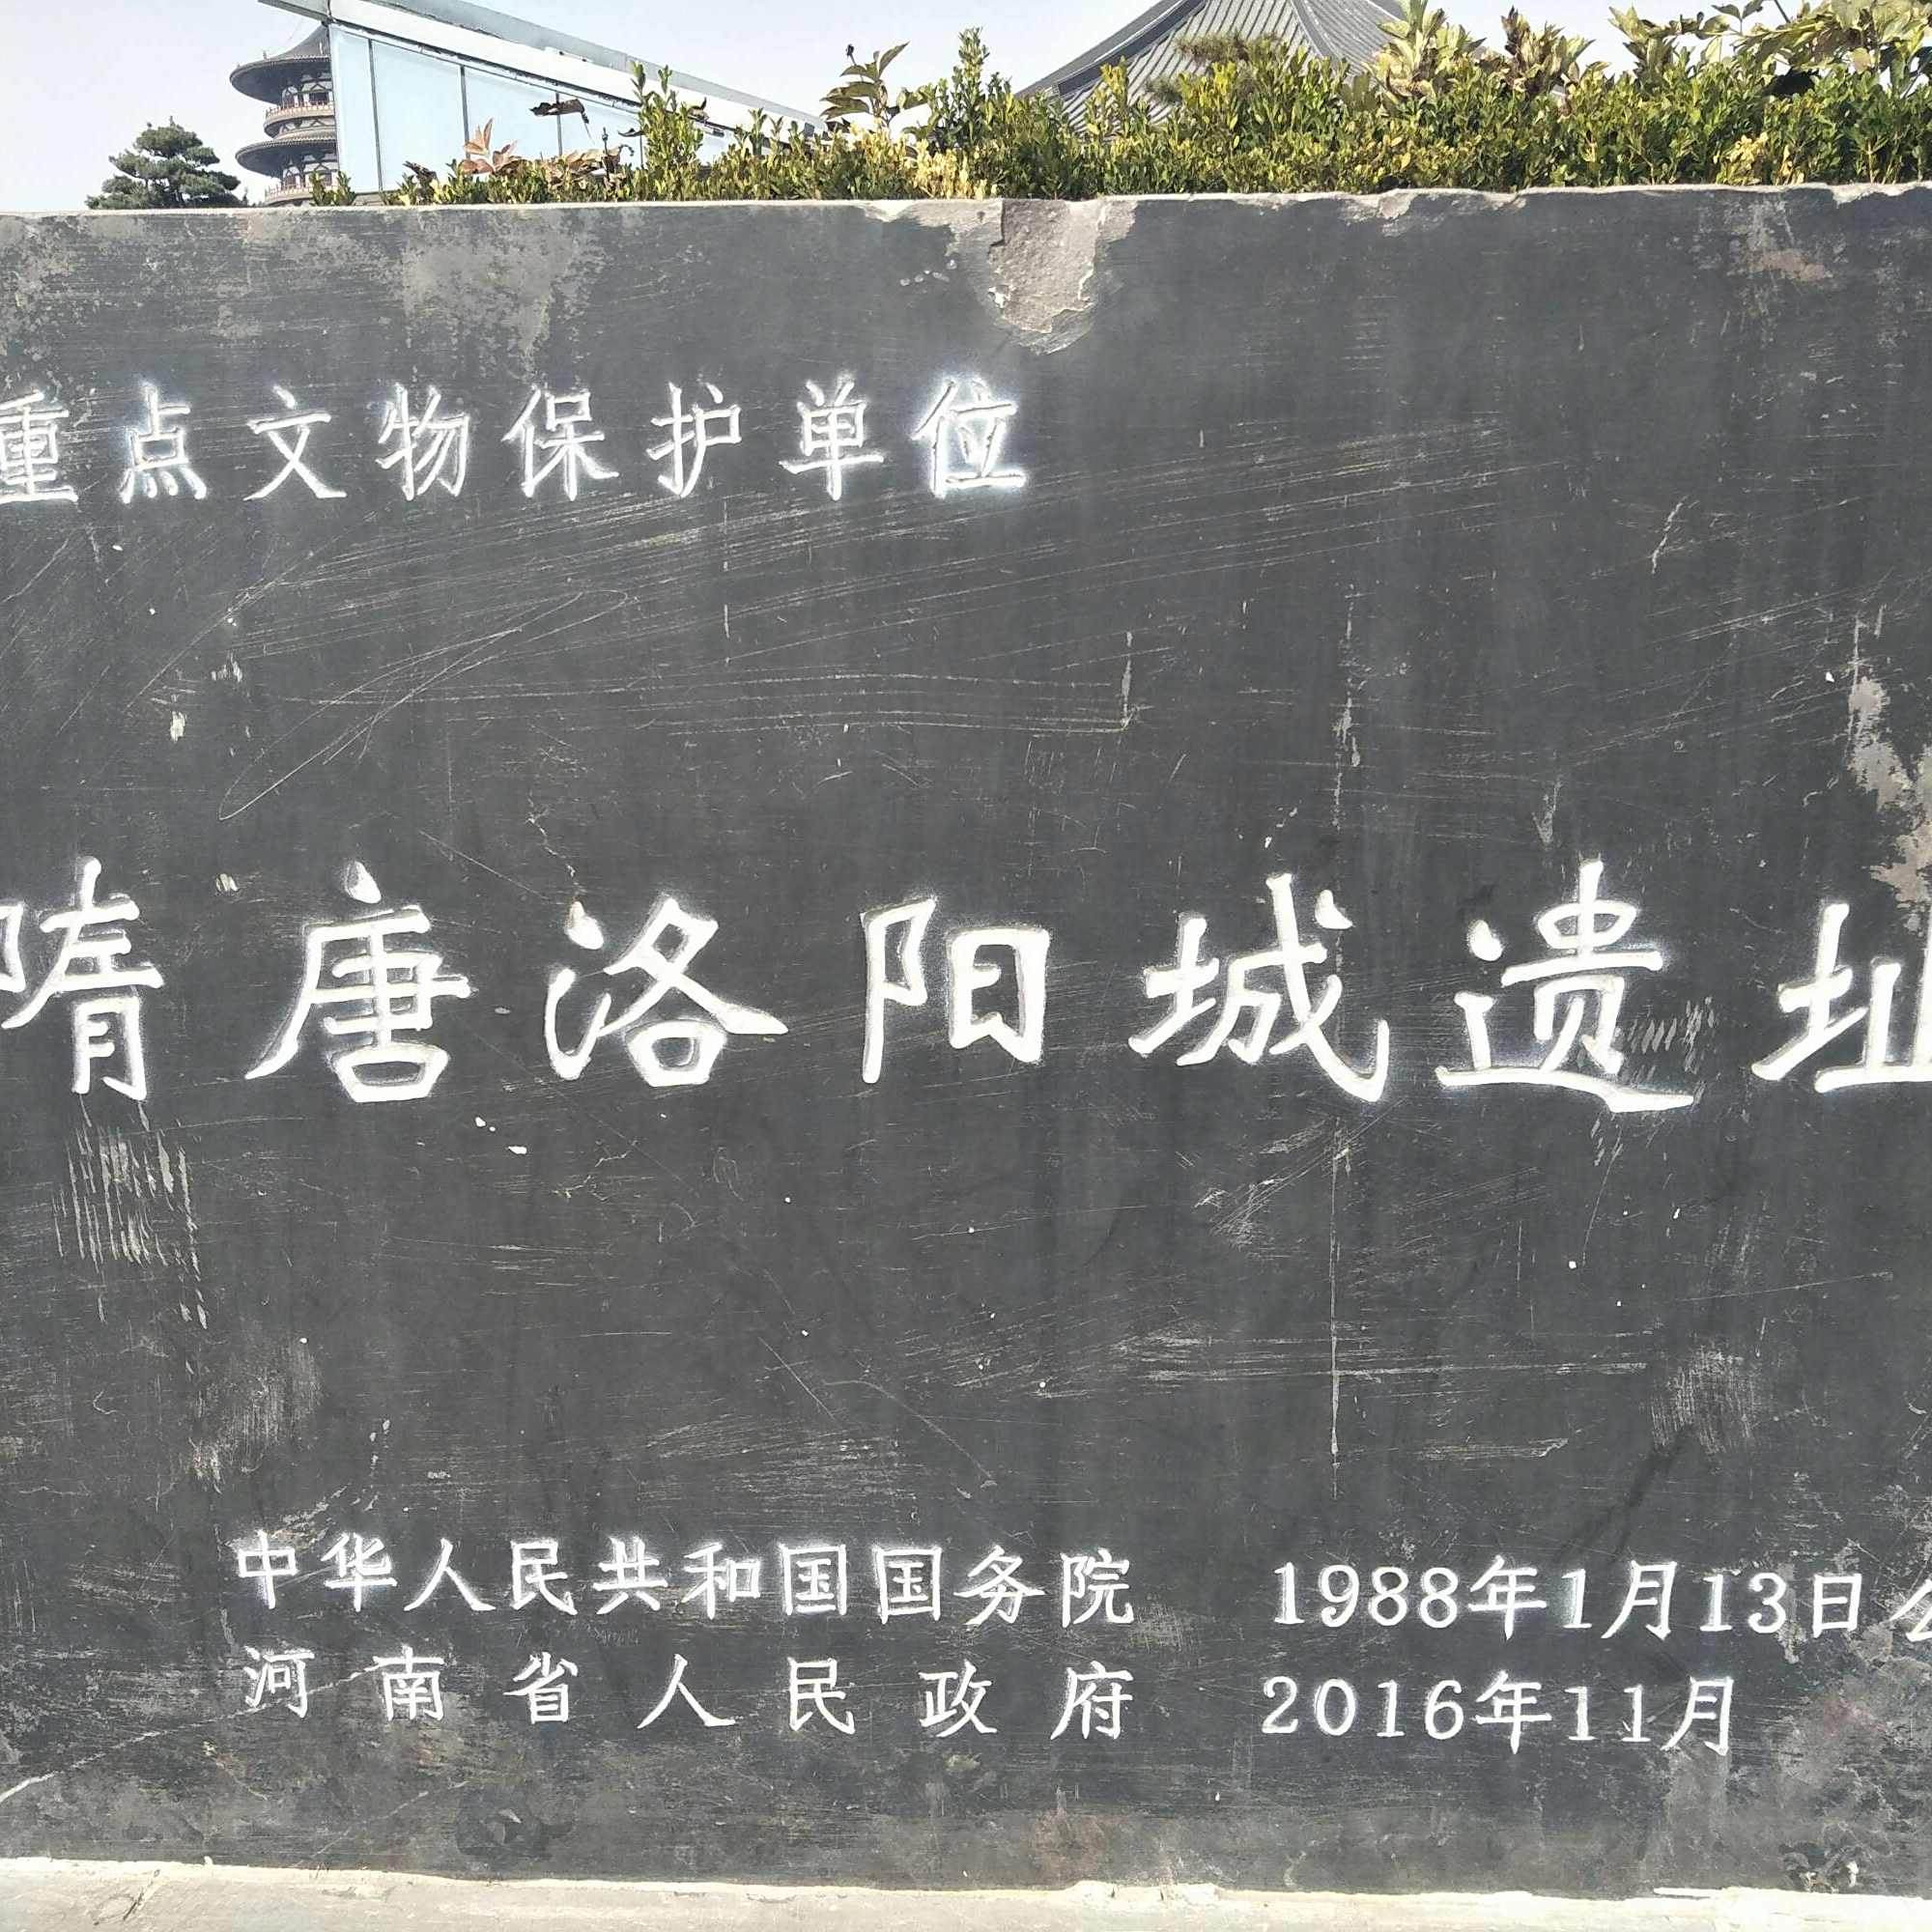 重点文物保护单位
隋唐洛阳城遗址
中华人民共和国国务院 1988年1月13日公
河南省人民政府 2016年11月